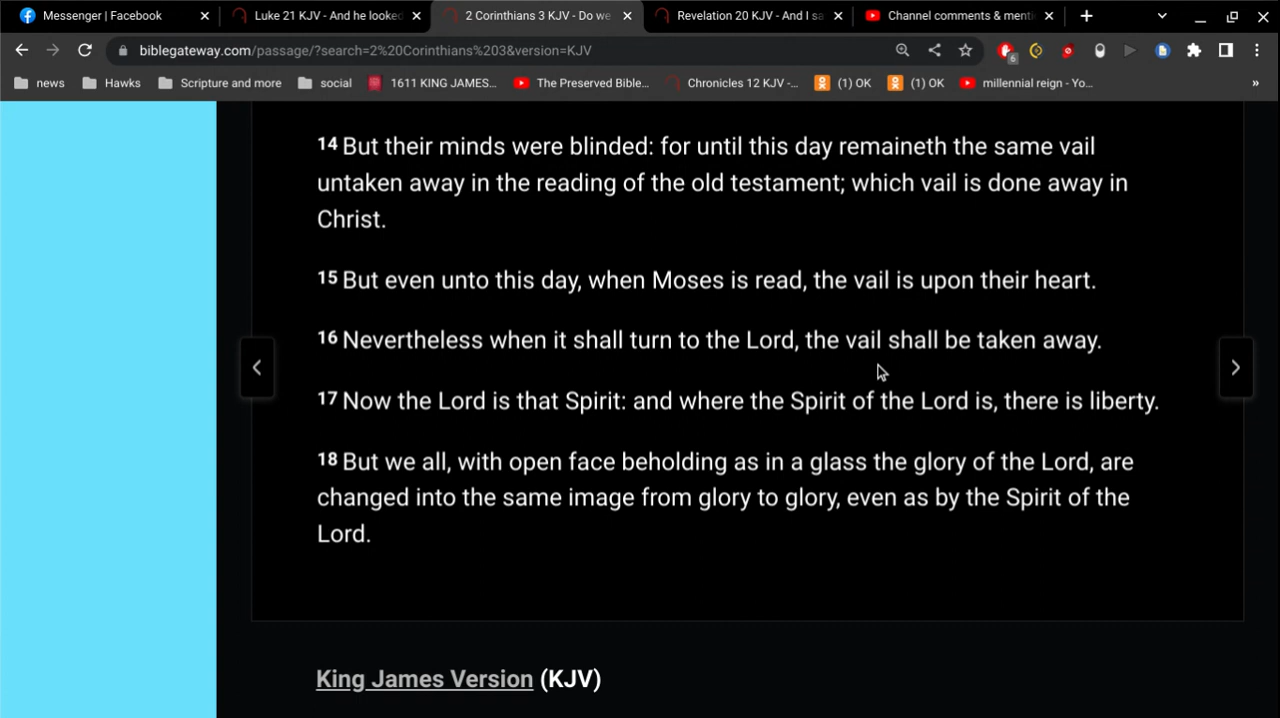 Messenger | Facebook
Luke 21 KJV - And he looked
2 Corinthians 3 KJV - Do we
Revelation 20 KJV - And I sa
Channel comments & menti
biblegateway.com/passage/?search=2%20Corinthians%203&version=KJV
6
news
Hawks
Scripture and more
social
1611 KING JAMES...
The Preserved Bible...
Chronicles 12 KJV -...
(1) OK
(1) OK
millennial reign - Yo...
»
14 But their minds were blinded: for until this day remaineth the same vail
untaken away in the reading of the old testament; which vail is done away in
Christ.
15 But even unto this day, when Moses is read, the vail is upon their heart.
16 Nevertheless when it shall turn to the Lord, the vail shall be taken away.
17 Now the Lord is that Spirit: and where the Spirit of the Lord is, there is liberty.
18 But we all, with open face beholding as in a glass the glory of the Lord, are
changed into the same image from glory to glory, even as by the Spirit of the
Lord.
King James Version (KJV)